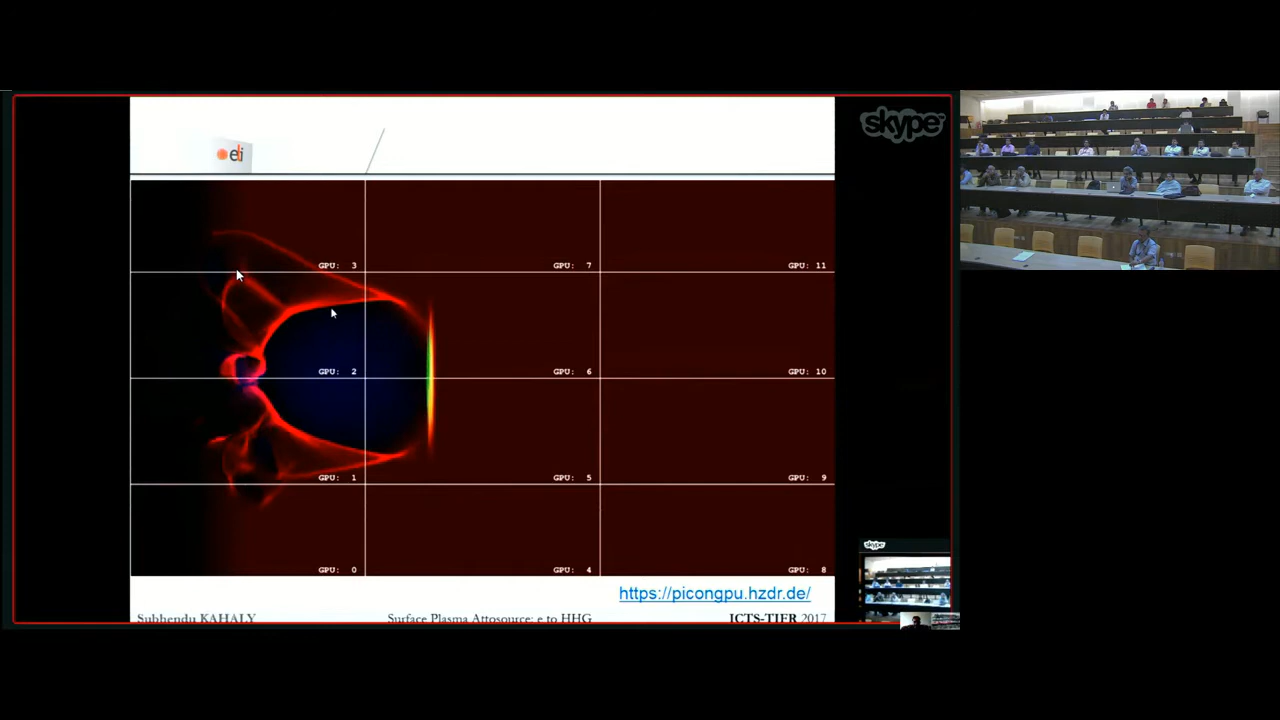 skype
eli
GPU: 3
GPU: 7
GPU: 11
GPU: 2
GPU: 6
GPU: 10
GPU: 1
GPU: 5
GPU: 9
GPU: 0
GPU: 4
GPU: 8
skype
https://picongpu.hzdr.de/
Subhendu KAHALY
Surface Plasma Attosource: e to HHG
ICTS-TIFR 2017